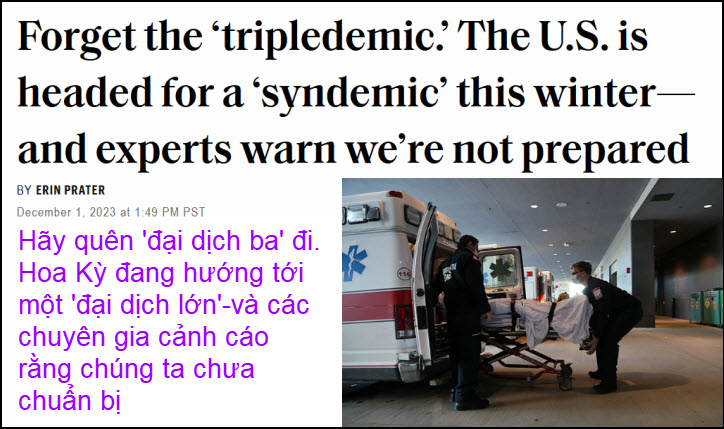 Forget the ‘tripledemic.’ The U.S. is
headed for a ‘syndemic’ this winter—
and experts warn we’re not prepared
BY ERIN PRATER
December 1, 2023 at 1:49 PM PST
Hãy quên 'đại dịch ba' đi.
Hoa Kỳ đang hướng tới
một 'đại dịch lớn'-và các
chuyên gia cảnh cáo
rằng chúng ta chưa
chuẩn bị